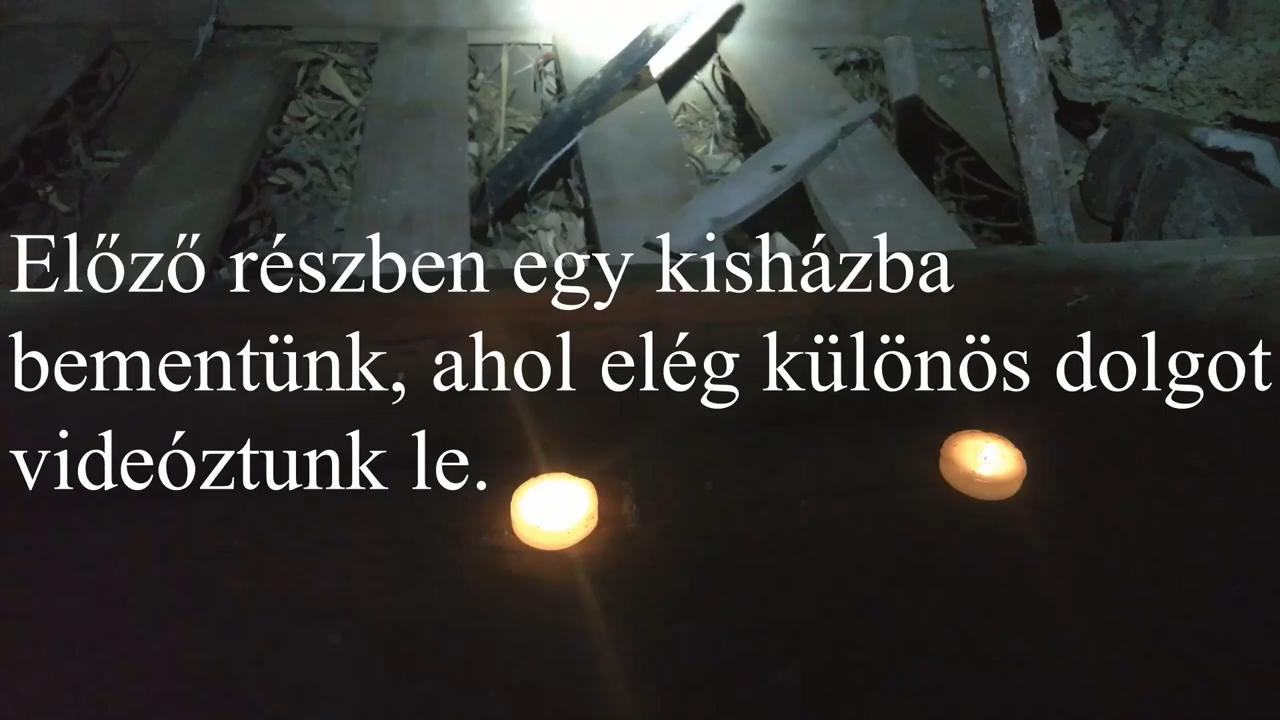 Előző részben egy kisházba
bementünk, ahol elég különös dolgot
videóztunk le.